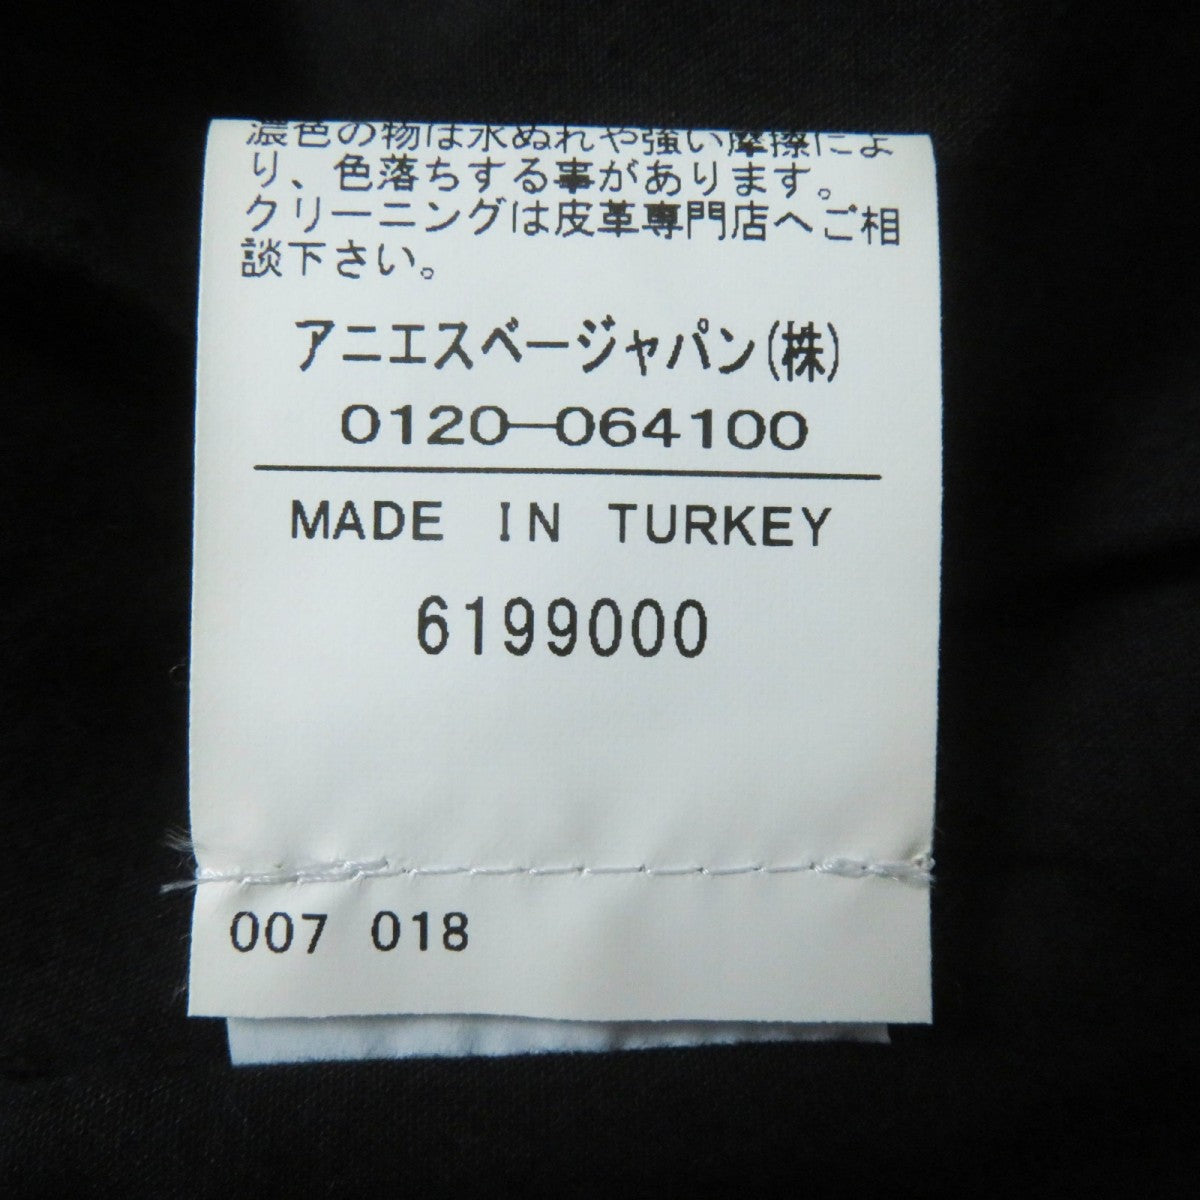 濃色の物は水ぬれや強い摩擦によ
り、色落ちする事があります。
クリーニングは皮革専門店へご相
談下さい。
アニエスベージャパン(株)
0120-064100
MADE IN TURKEY
6199000
007 018